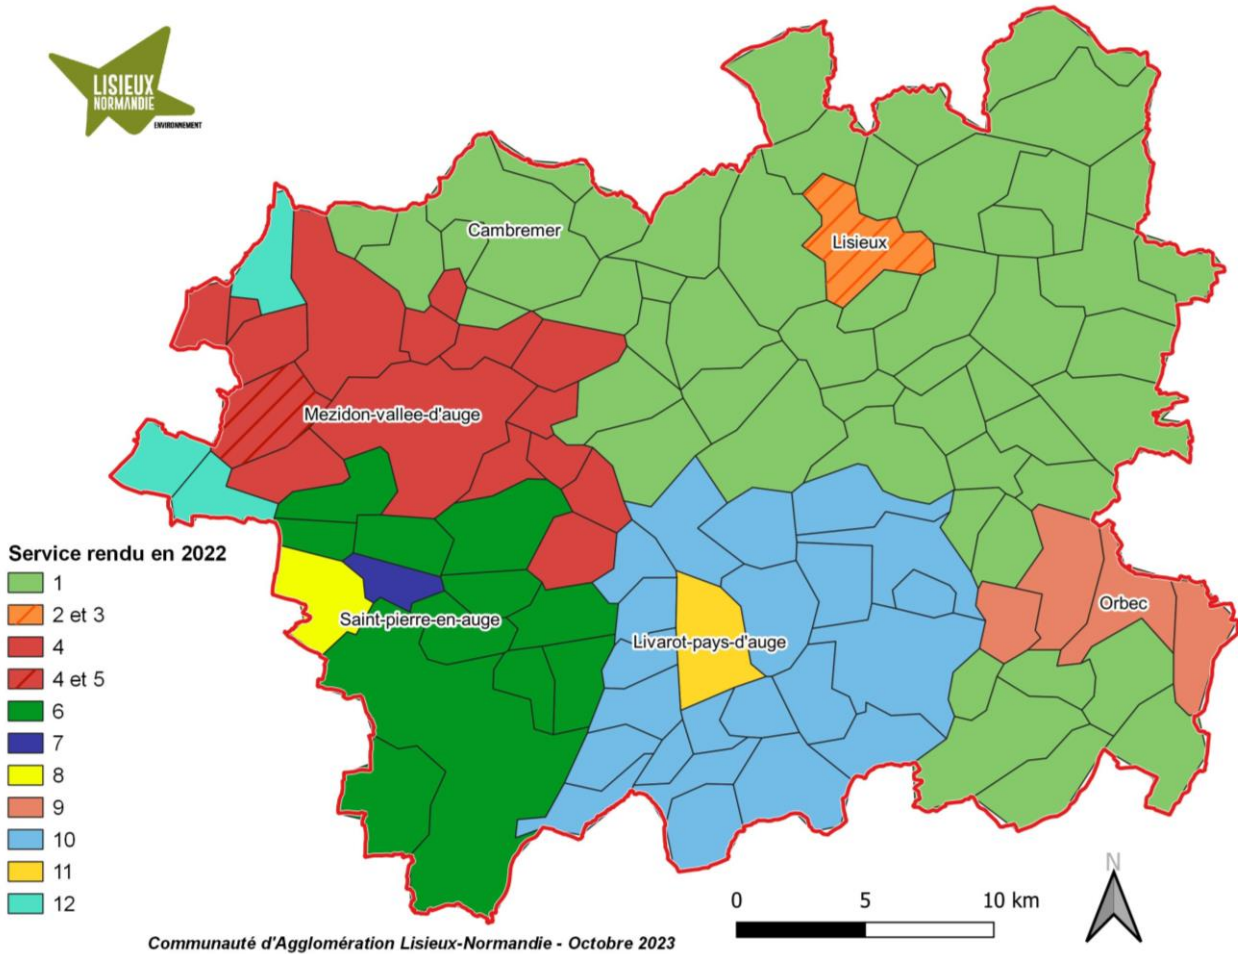 LISIEUX
NORMANDIE
ENVIRONNEMENT
Cambremer
Lisieux
Mezidon-vallee-d'auge
Service rendu en 2022
1
2 et 3
4
4 et 5
6
7
8
9
10
11
12
Saint-pierre-en-auge
Livarot-pays-d'auge
Orbec
0 5 10 km
N
Communauté d'Agglomération Lisieux-Normandie - Octobre 2023